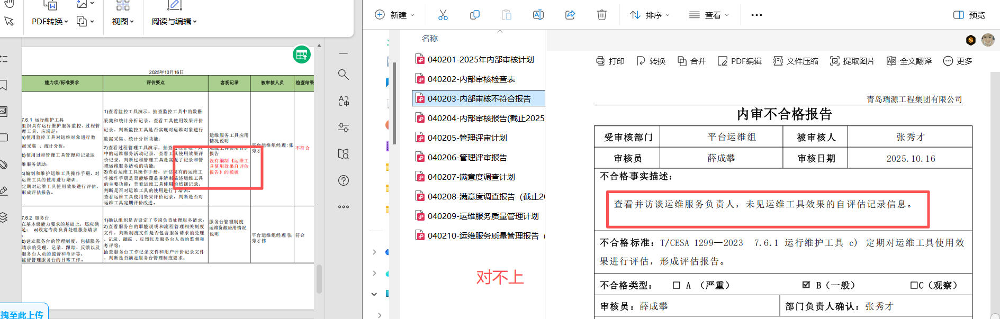 PDF转换
视图
阅读与编辑
2025年10月16日
能力项/标准要求
评估要点
客观记录
被审核人员
检查结果
7.6.1 运行维护工具
组织具有运行维护服务监控、过程管
理工具，应满足：
a)使用监控工具对运维对象进行数
据采集 、统计分析；
b)使用过程管理工具管理和记录运
维服务活动；
c)编制和维护运维工具操作手册，对
运维工具的使用进行培训；
定期对运维工具使用效果进行评估，
形成评估报告。
1)查看监控工具演示，抽查监控工具中的数据
采集和统计分析记录，查看工具使用效果评价
记录，判断监控工具是否实现对运维对象进行
数据采集、统计分析功能；
2)查看过程管理工具演示，抽查过程管理工具
中的运维服务活动记录，查看工具使用效果评
价记录，判断过程管理工具是实现了记录和管
理运维服务活动的功能；
3)查看运维工具操作手册，评估现有的运维工
作操作手册是否能够覆盖并清晰描述运维工具
的主要功能；查看运维工具使用的培训记录，
判断是否对运维工具的使用进行了培训。
查看运维工具使用效果评价记录，判断是否对
运维工具定期评价改进。
运维服务工具应用
情况说明
运维工具使用自评
报告
没有编制《运维工
具使用效果自评估
报告》的模板
平台运维组经理:张
秀才
不符合
7.6.2 服务台
在基本级能力要求的基础上，还应满
足： a)设定专岗负责处理服务请求
；
b)建立服务台的管理制度，包括服务
请求的受理、记录、跟踪、反馈以及
服务台人员的监督和考评等；
监督管理服务台的日常工作。
1)确认组织是否设定了专岗负责处理服务请求；
2)查看服务台的职能说明和流程管理相关制度
文件，判断制度文件是否包含服务请求的受理
、记录、跟踪 、反馈以及服务台人员的监督和
考评等；
抽查服务台工作记录文件和用户评价记录文件
，判断是否满足服务台管理制度要求。
服务台管理制度
运维资源应用情况
说明
平台运维组经理 张
秀才伟
符合
拽至此上传
新建
排序
查看
预览
名称
040201-2025年内部审核计划
040202-内部审核检查表
040203-内部审核不符合报告
040204-内部审核报告(截止2025
040205-管理评审计划
040206-管理评审报告
040207-满意度调查计划
040208-满意度调查报告（截止20
040209-运维服务质量管理计划
040210-运维服务质量管理报告（
对不上
打印
转换
合并
PDF编辑
文件压缩
提取图片
全文翻译
更多
青岛瑞源工程集团有限公司
内审不合格报告
受审核部门 平台运维组 被审核人 张秀才
审核员 薛成攀 审核日期 2025.10.16
不合格事实描述：
查看并访谈运维服务负责人，未见运维工具效果的自评估记录信息。
不合格标准：T/CESA 1299—2023 7.6.1 运行维护工具 c) 定期对运维工具使用效
果进行评估，形成评估报告。
不合格类型： □ A （严重） ☑ B（一般） □C（观察）
审核员：薛成攀 部门负责人确认：张秀才